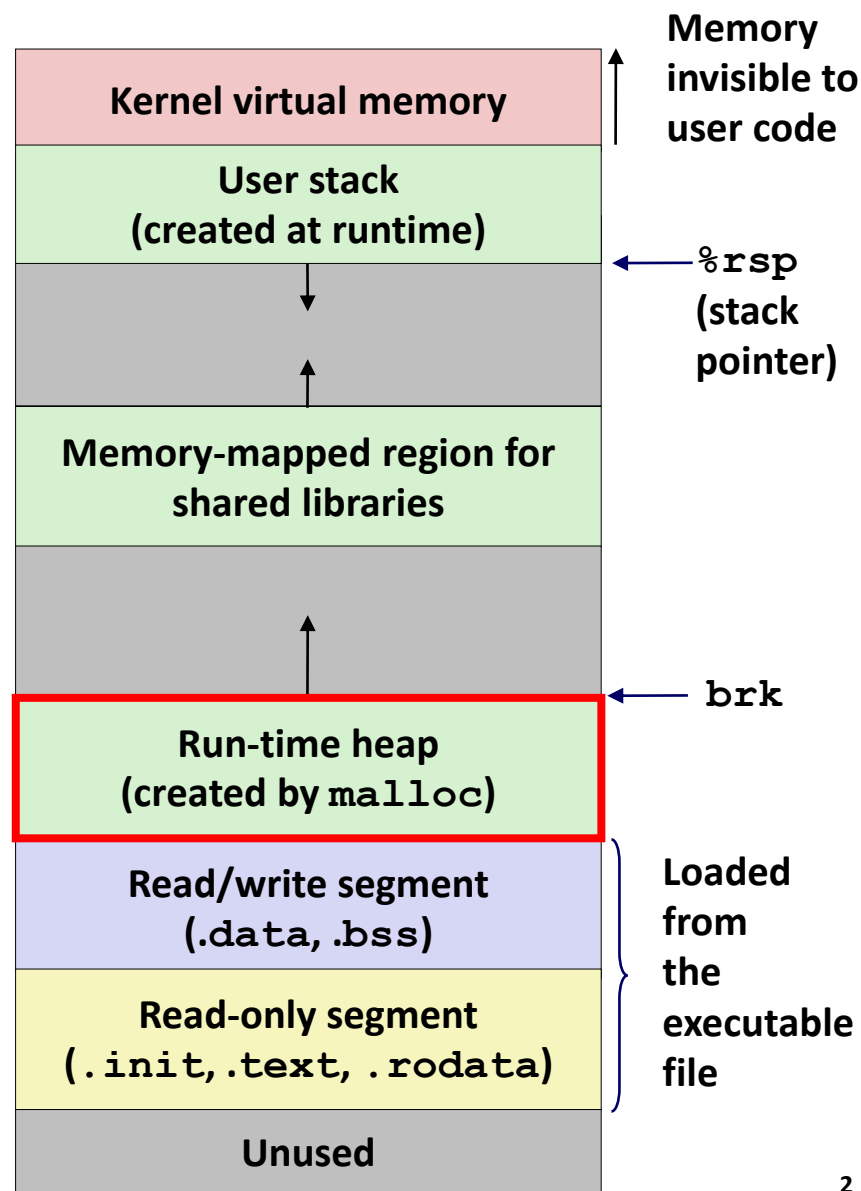 Memory
invisible to
user code
Kernel virtual memory
User stack
(created at runtime)
%rsp
(stack
pointer)
Memory-mapped region for
shared libraries
brk
Run-time heap
(created by malloc)
Read/write segment
(.data, .bss)
Loaded
from
the
executable
file
Read-only segment
(.init, .text, .rodata)
Unused
2